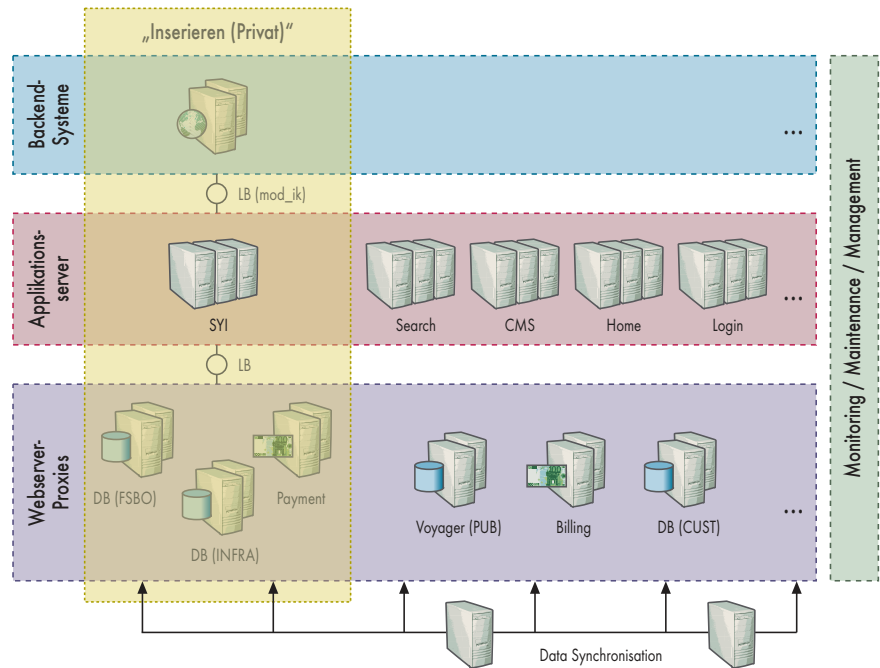 „Inserieren (Privat)“
Backend-
Systeme
...
LB (mod_ik)
Applikations-
server
SYI
Search
CMS
Home
Login
...
LB
Webserver-
Proxies
DB (FSBO)
Payment
DB (INFRA)
Voyager (PUB)
Billing
DB (CUST)
...
Data Synchronisation
Monitoring / Maintenance / Management